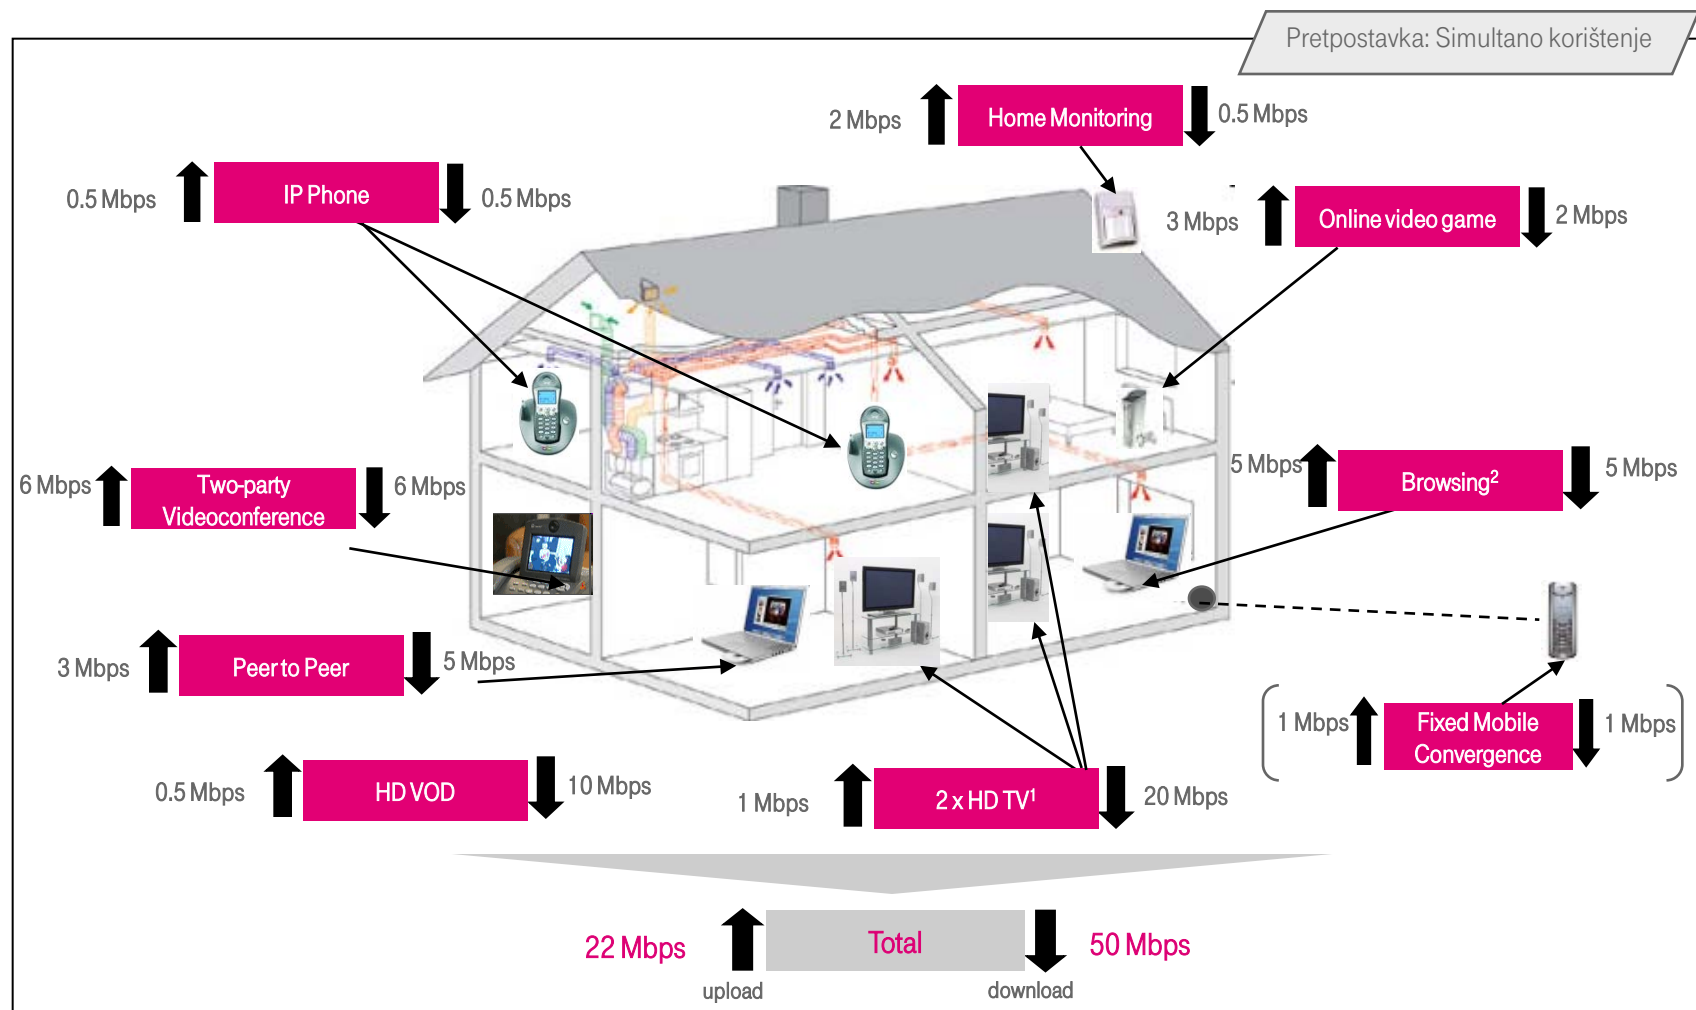 Pretpostavka: Simultano korištenje
2 Mbps
Home Monitoring
0.5 Mbps
0.5 Mbps
IP Phone
0.5 Mbps
3 Mbps
Online video game
2 Mbps
6 Mbps
Two-party
Videoconference
6 Mbps
5 Mbps
Browsing²
5 Mbps
3 Mbps
Peer to Peer
5 Mbps
1 Mbps
Fixed Mobile
Convergence
1 Mbps
0.5 Mbps
HD VOD
10 Mbps
1 Mbps
2 x HD TV¹
20 Mbps
22 Mbps
Total
50 Mbps
upload
download